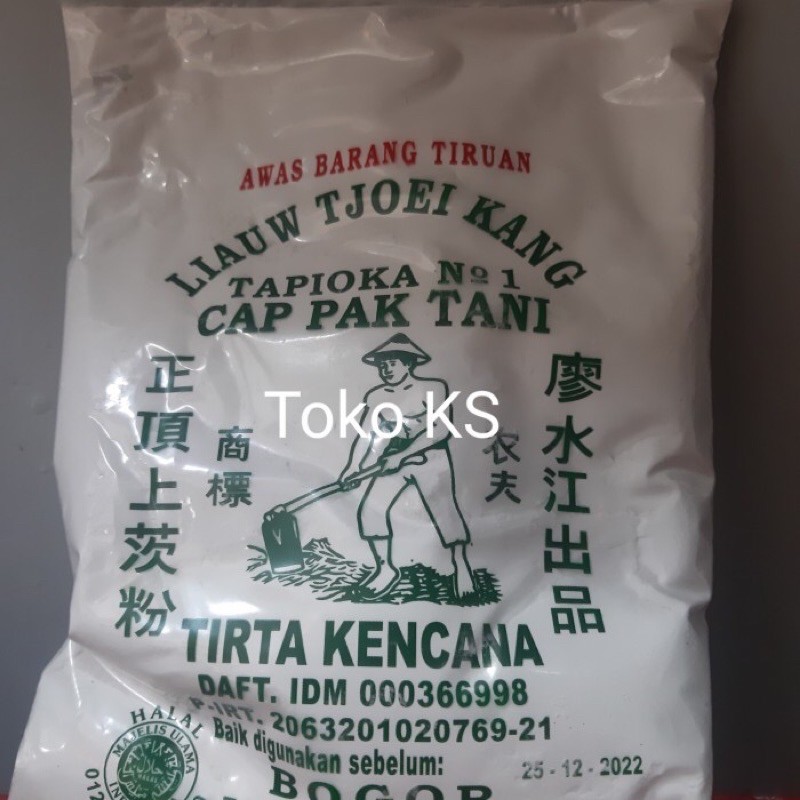 AWAS BARANG TIRUAN
LIAUW TJOEI KANG
TAPIOKA No 1
CAP PAK TANI
正頂上茨粉
商標
Toko KS
农夫
廖水江出品
TIRTA KENCANA
DAFT. IDM 000366998
P-IRT. 2063201020769-21
Baik digunakan sebelum: 25-12-2022
HALAL
MAJELIS ULAMA
BOGOR